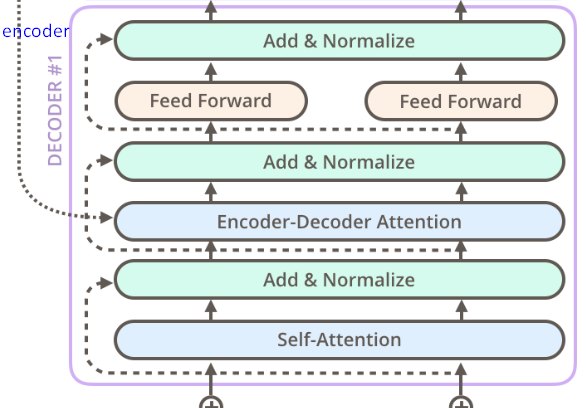 encoder
DECODER #1
Add & Normalize
Feed Forward
Feed Forward
Add & Normalize
Encoder-Decoder Attention
Add & Normalize
Self-Attention